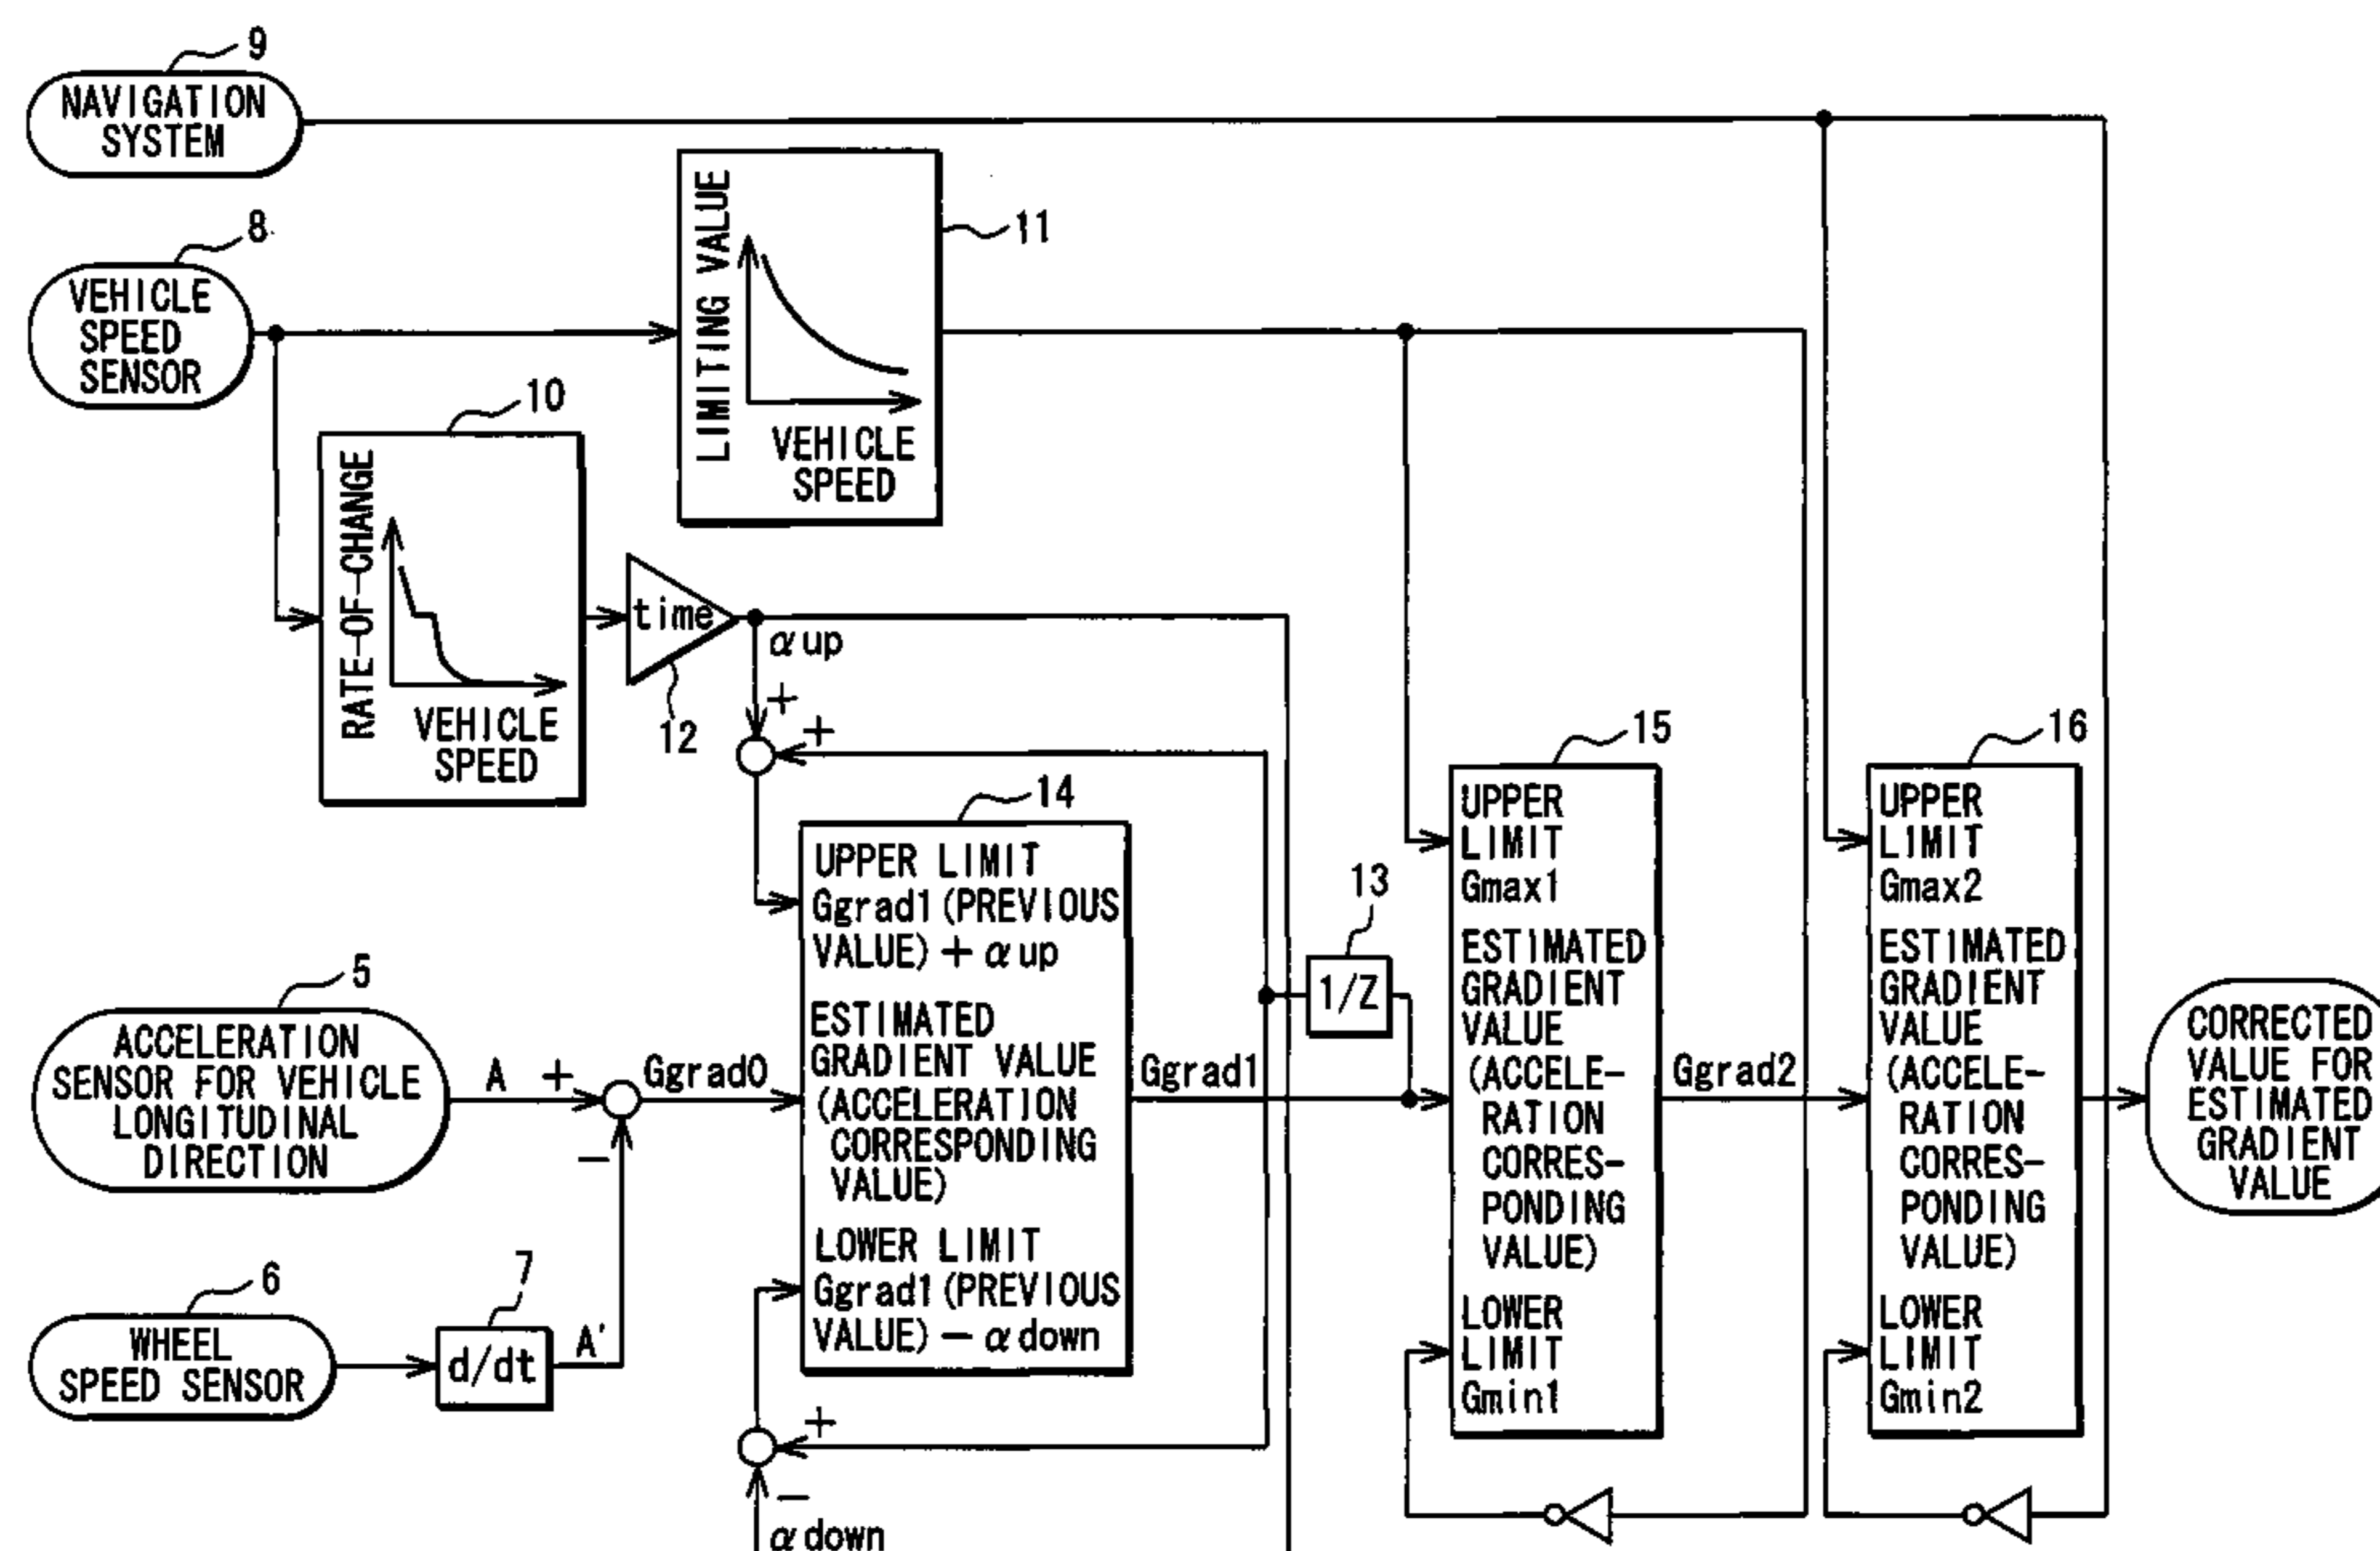 9
NAVIGATION
SYSTEM
8
VEHICLE
SPEED
SENSOR
11
LIMITING VALUE
VEHICLE
SPEED
10
RATE-OF-CHANGE
VEHICLE
SPEED
time
12
α up
+
+
14
UPPER LIMIT
Ggrad1 (PREVIOUS
VALUE) + α up
ESTIMATED
GRADIENT VALUE
(ACCELERATION
CORRESPONDING
VALUE)
LOWER LIMIT
Ggrad1 (PREVIOUS
VALUE) − α down
5
ACCELERATION
SENSOR FOR VEHICLE
LONGITUDINAL
DIRECTION
A
+
−
Ggrad0
6
WHEEL
SPEED SENSOR
7
d/dt
A'
+
−
α down
Ggrad1
13
1/Z
15
UPPER
LIMIT
Gmax1
ESTIMATED
GRADIENT
VALUE
(ACCELE-
RATION
CORRES-
PONDING
VALUE)
LOWER
LIMIT
Gmin1
Ggrad2
16
UPPER
LIMIT
Gmax2
ESTIMATED
GRADIENT
VALUE
(ACCELE-
RATION
CORRES-
PONDING
VALUE)
LOWER
LIMIT
Gmin2
CORRECTED
VALUE FOR
ESTIMATED
GRADIENT
VALUE